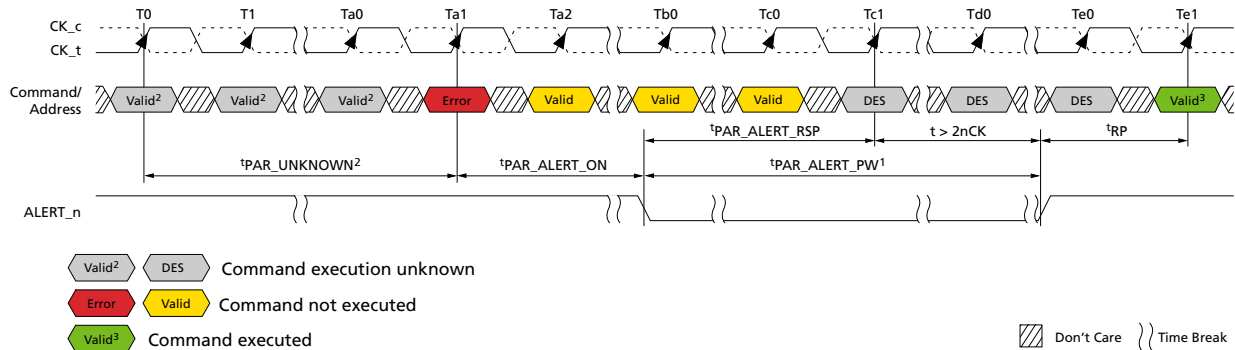 T0 T1 Ta0 Ta1 Ta2 Tb0 Tc0 Tc1 Td0 Te0 Te1
CK_c
CK_t
Command/
Address
Valid² Valid² Valid² Error Valid Valid Valid DES DES DES Valid³
tPAR_ALERT_RSP t > 2nCK tRP
tPAR_UNKNOWN² tPAR_ALERT_ON tPAR_ALERT_PW¹
ALERT_n
Valid² DES Command execution unknown
Error Valid Command not executed
Valid³ Command executed
Don't Care Time Break